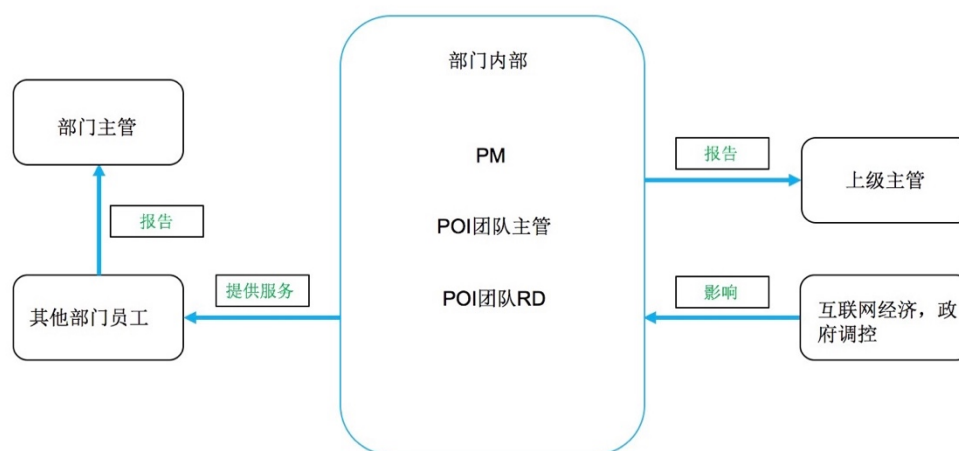 部门内部
部门主管
PM
报告
上级主管
报告
POI团队主管
提供服务
影响
其他部门员工
POI团队RD
互联网经济，政
府调控